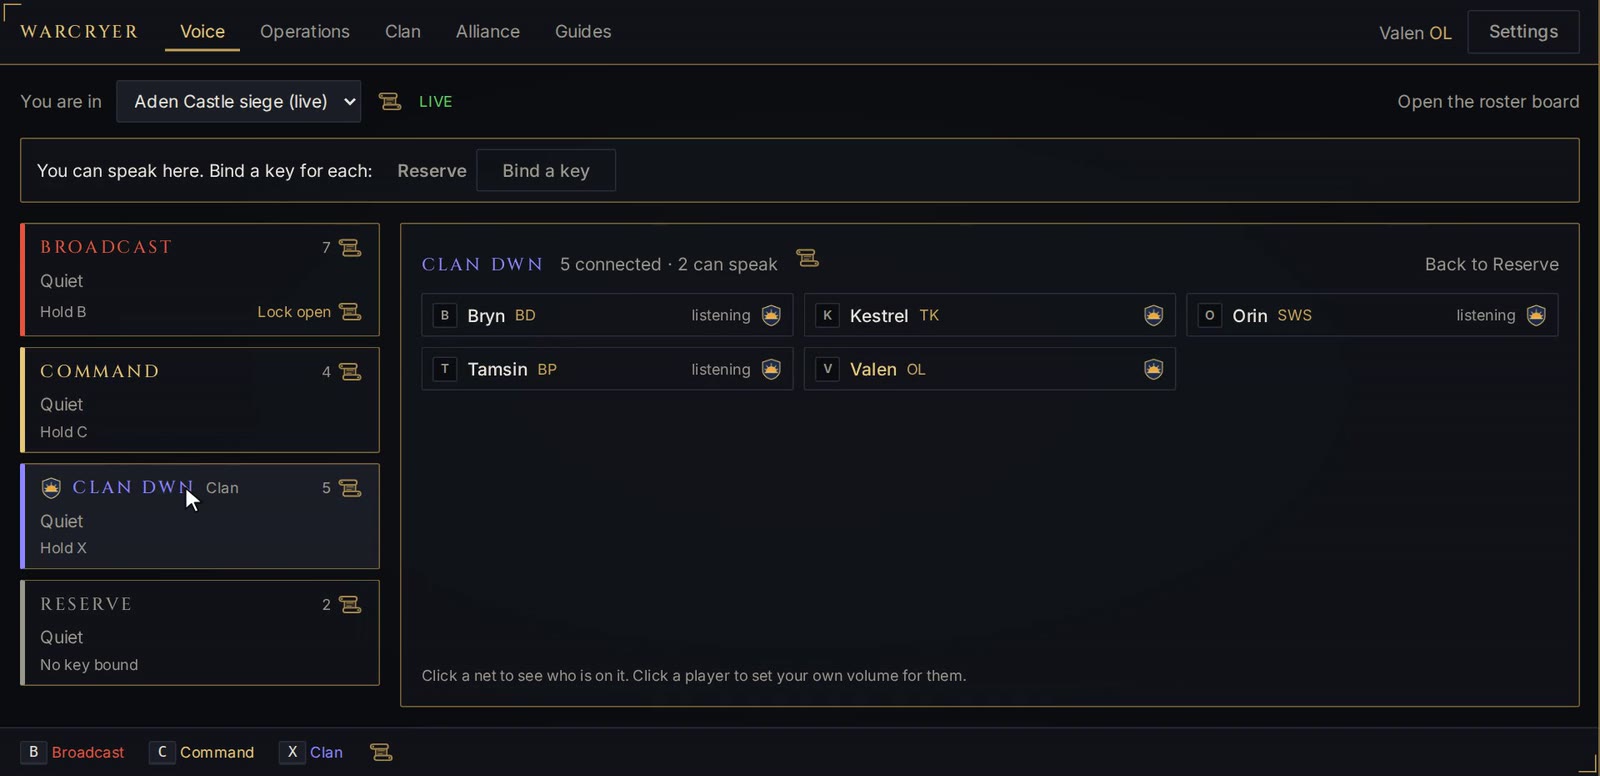 WARCRYER Voice Operations Clan Alliance Guides Valen OL Settings
You are in Aden Castle siege (live) LIVE Open the roster board
You can speak here. Bind a key for each: Reserve Bind a key
BROADCAST 7
Quiet
Hold B Lock open
COMMAND 4
Quiet
Hold C
CLAN DWN Clan 5
Quiet
Hold X
RESERVE 2
Quiet
No key bound
CLAN DWN 5 connected · 2 can speak Back to Reserve
B Bryn BD listening K Kestrel TK O Orin SWS listening
T Tamsin BP listening V Valen OL
Click a net to see who is on it. Click a player to set your own volume for them.
B Broadcast C Command X Clan